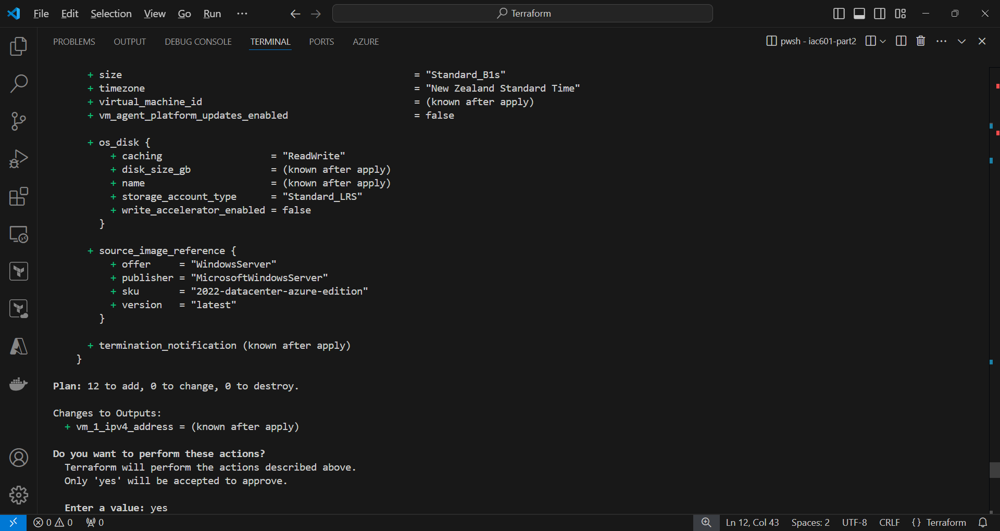 File Edit Selection View Go Run ··· Terraform
PROBLEMS OUTPUT DEBUG CONSOLE TERMINAL PORTS AZURE pwsh - iac601-part2
+ size = "Standard_B1s"
+ timezone = "New Zealand Standard Time"
+ virtual_machine_id = (known after apply)
+ vm_agent_platform_updates_enabled = false
+ os_disk {
+ caching = "ReadWrite"
+ disk_size_gb = (known after apply)
+ name = (known after apply)
+ storage_account_type = "Standard_LRS"
+ write_accelerator_enabled = false
}
+ source_image_reference {
+ offer = "WindowsServer"
+ publisher = "MicrosoftWindowsServer"
+ sku = "2022-datacenter-azure-edition"
+ version = "latest"
}
+ termination_notification (known after apply)
}
Plan: 12 to add, 0 to change, 0 to destroy.
Changes to Outputs:
+ vm_1_ipv4_address = (known after apply)
Do you want to perform these actions?
Terraform will perform the actions described above.
Only 'yes' will be accepted to approve.
Enter a value: yes
0 0 0 Ln 12, Col 43 Spaces: 2 UTF-8 CRLF {} Terraform